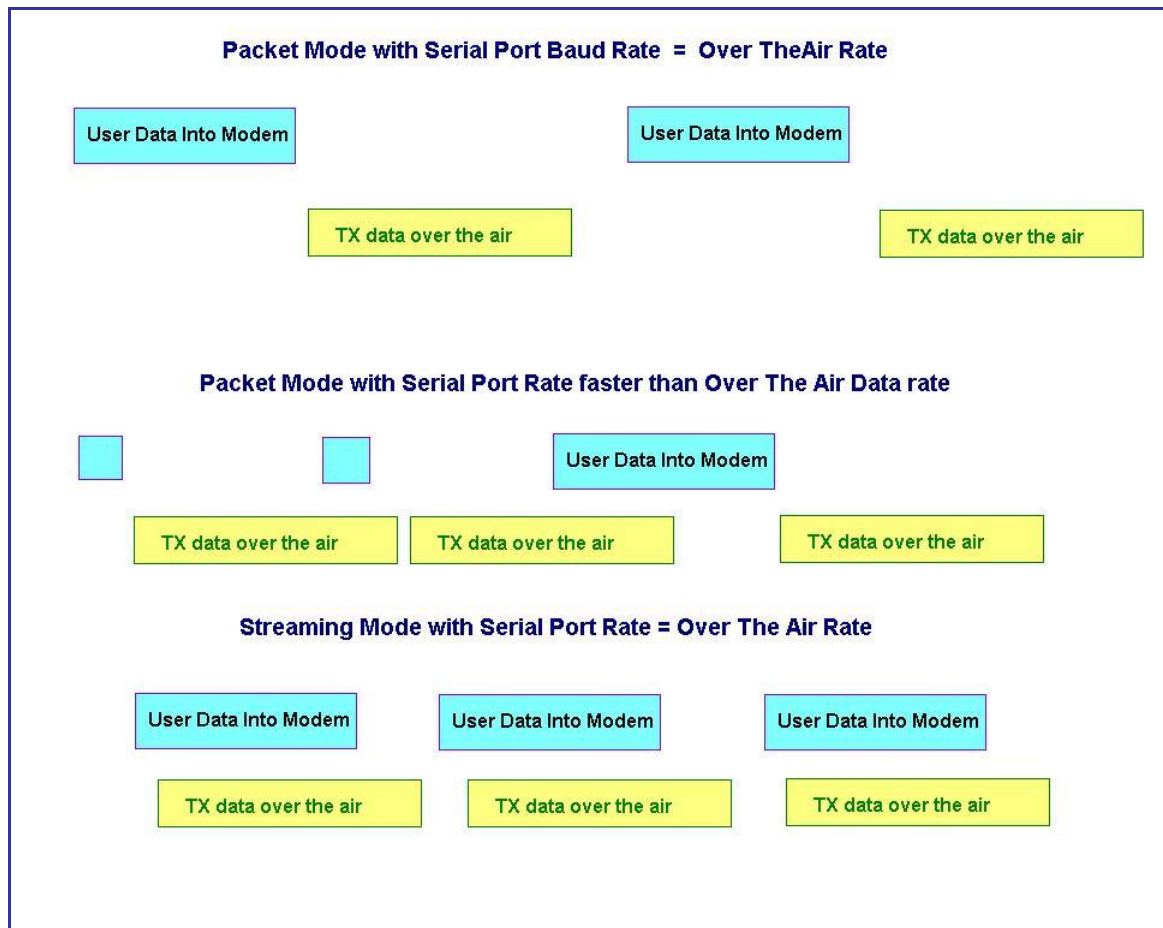 Packet Mode with Serial Port Baud Rate = Over TheAir Rate
User Data Into Modem
User Data Into Modem
TX data over the air
TX data over the air
Packet Mode with Serial Port Rate faster than Over The Air Data rate
User Data Into Modem
TX data over the air
TX data over the air
TX data over the air
Streaming Mode with Serial Port Rate = Over The Air Rate
User Data Into Modem
User Data Into Modem
User Data Into Modem
TX data over the air
TX data over the air
TX data over the air